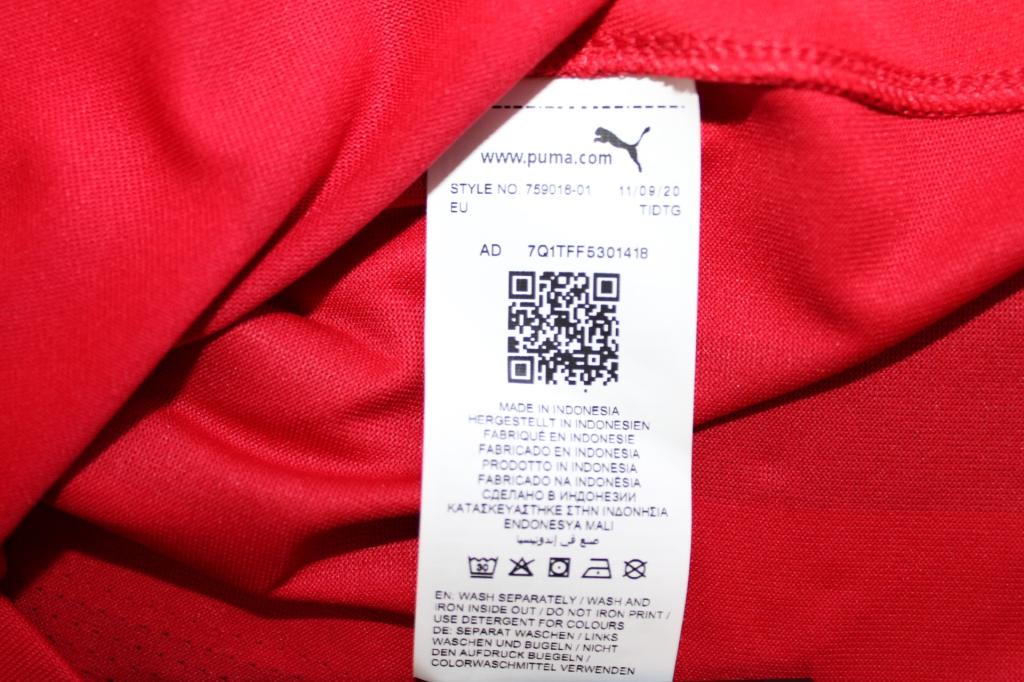 www.puma.com
STYLE NO. 759018-01 11/09/20
EU TIDTG
AD 7Q1TFF5301418
MADE IN INDONESIA
HERGESTELLT IN INDONESIEN
FABRIQUÉ EN INDONESIE
FABRICADO EN INDONESIA
PRODOTTO IN INDONESIA
FABRICADO NA INDONÉSIA
СДЕЛАНО В ИНДОНЕЗИИ
ΚΑΤΑΣΚΕΥΑΣΤΗΚΕ ΣΤΗΝ ΙΝΔΟΝΗΣΙΑ
ENDONESYA MALI
صنع في إندونيسيا
30
EN: WASH SEPARATELY / WASH AND
IRON INSIDE OUT / DO NOT IRON PRINT /
USE DETERGENT FOR COLOURS
DE: SEPARAT WASCHEN / LINKS
WASCHEN UND BUGELN / NICHT
DEN AUFDRUCK BUEGELN /
COLORWASCHMITTEL VERWENDEN